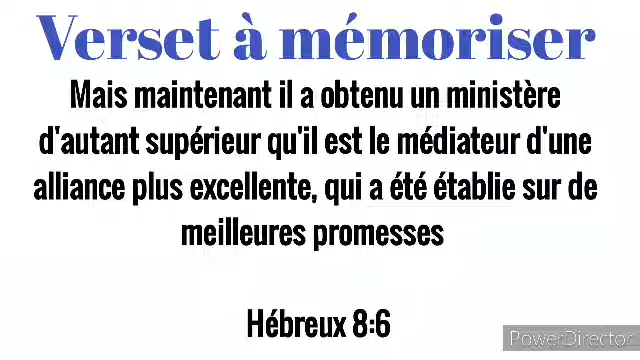 Verset à mémoriser
Mais maintenant il a obtenu un ministère
d'autant supérieur qu'il est le médiateur d'une
alliance plus excellente, qui a été établie sur de
meilleures promesses
Hébreux 8:6
PowerDirector